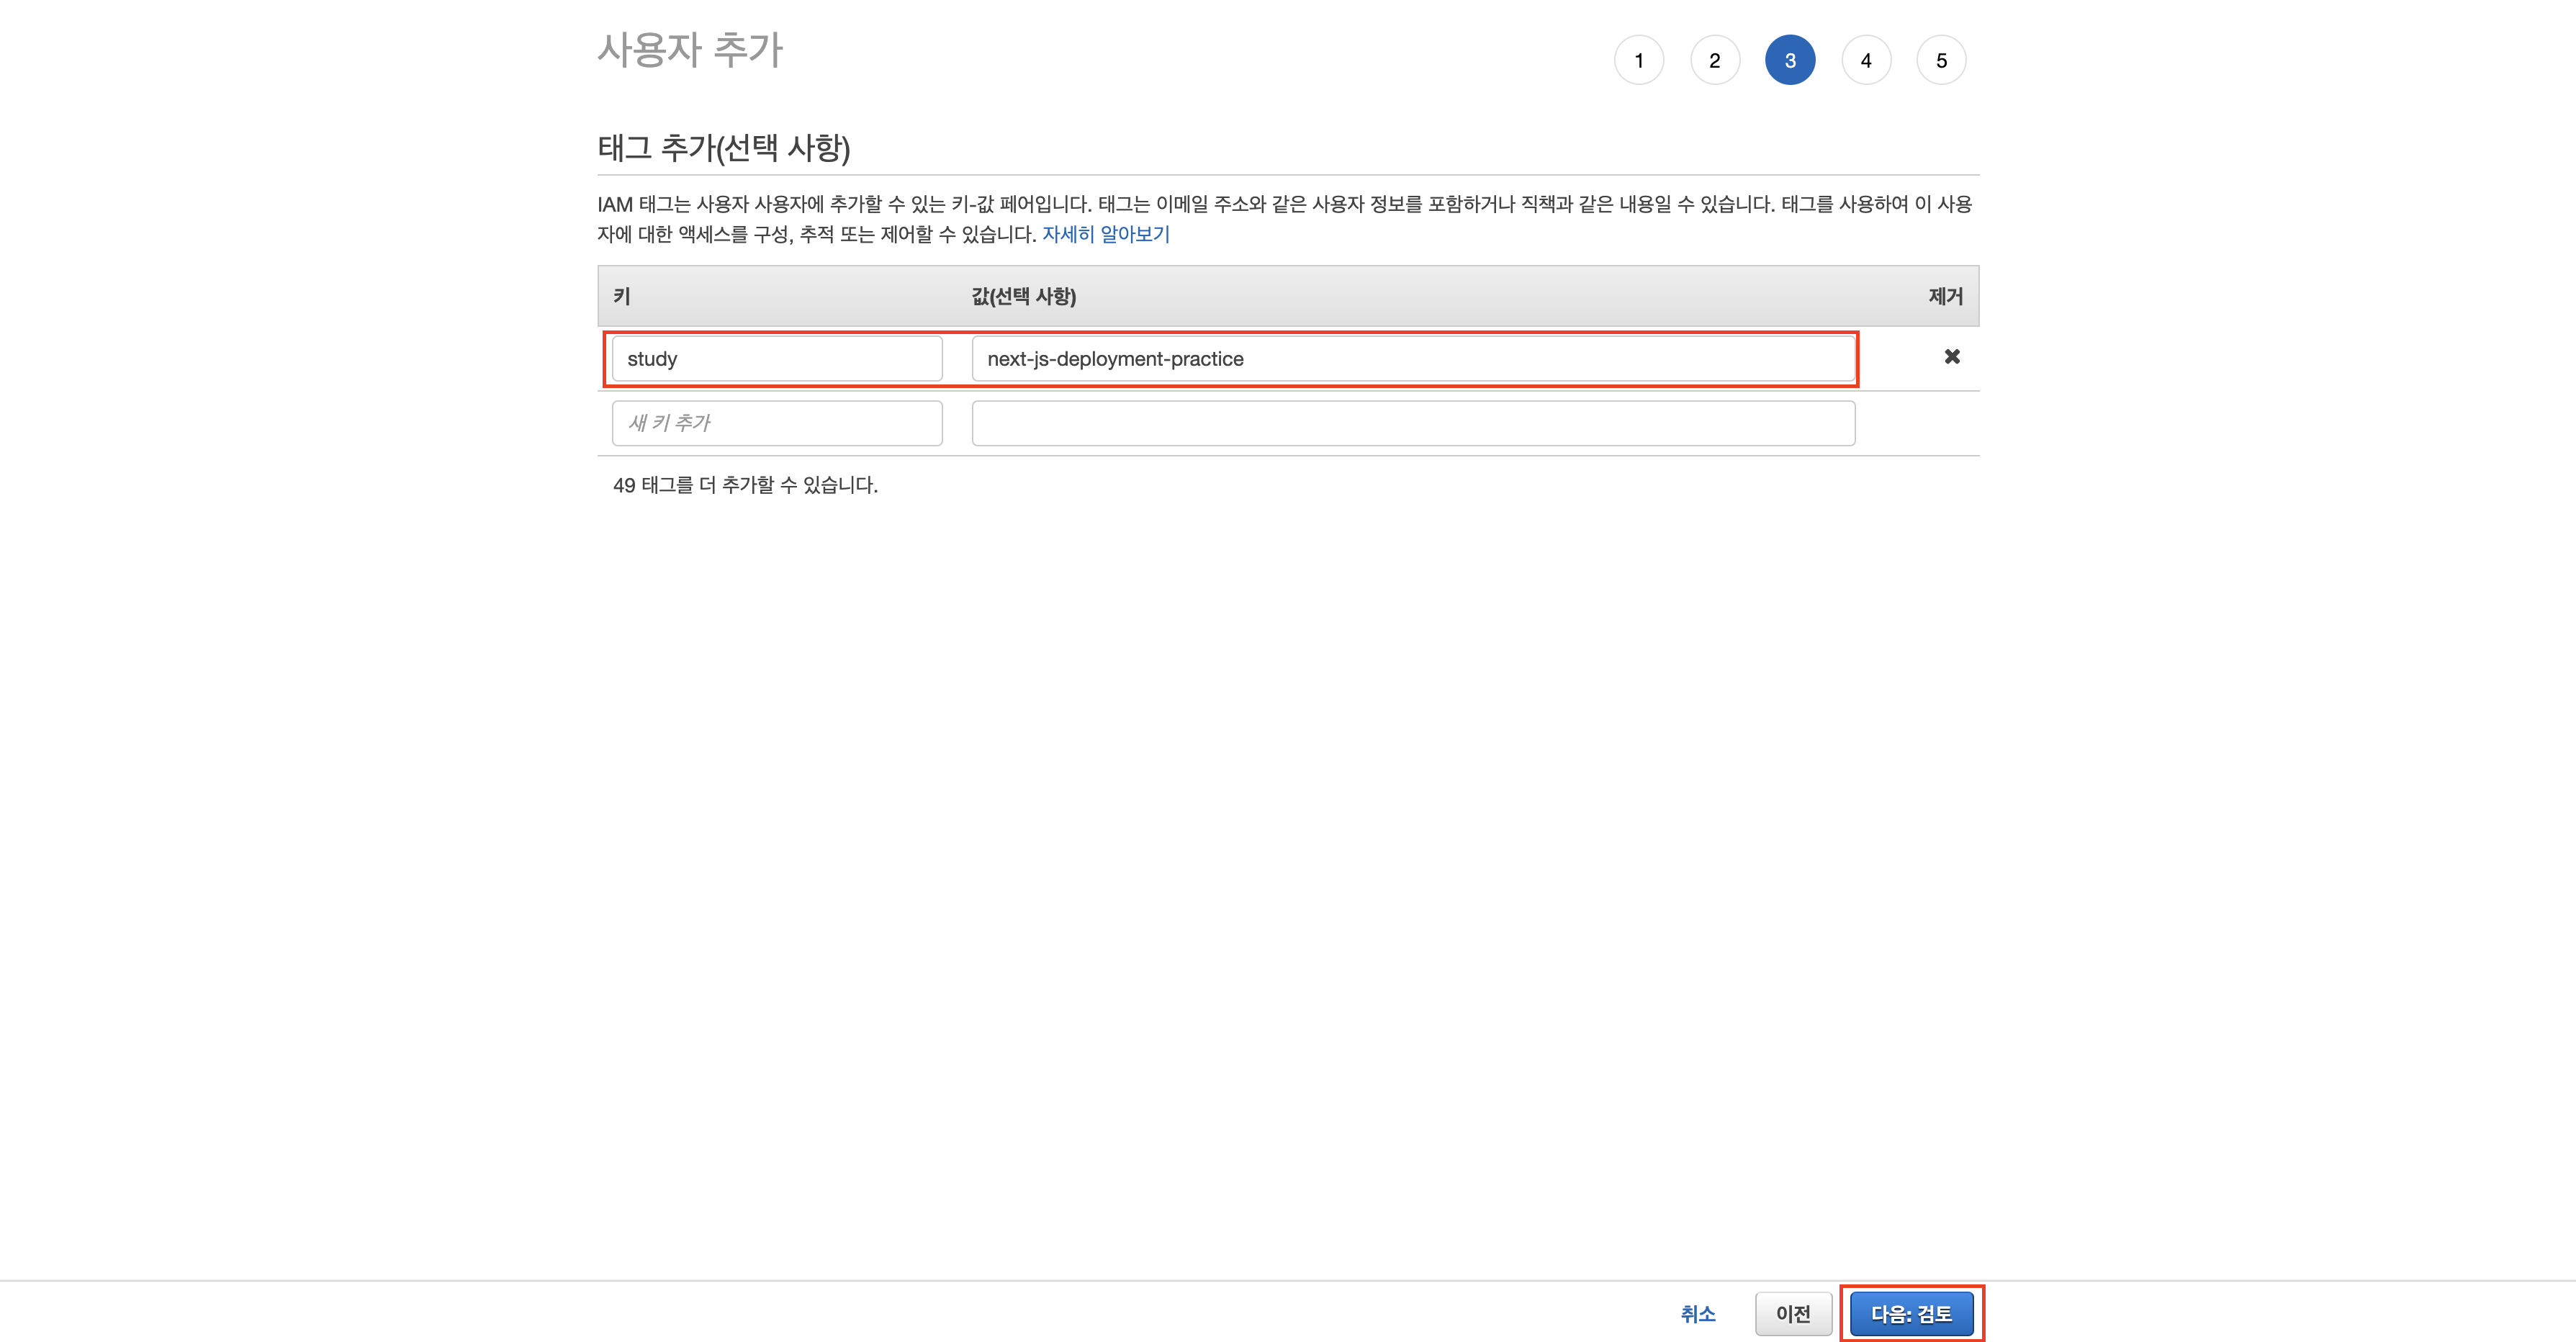 사용자 추가
1 2 3 4 5
태그 추가(선택 사항)
IAM 태그는 사용자 사용자에 추가할 수 있는 키-값 페어입니다. 태그는 이메일 주소와 같은 사용자 정보를 포함하거나 직책과 같은 내용일 수 있습니다. 태그를 사용하여 이 사용
자에 대한 액세스를 구성, 추적 또는 제어할 수 있습니다. 자세히 알아보기
키 값(선택 사항) 제거
study next-js-deployment-practice
새 키 추가
49 태그를 더 추가할 수 있습니다.
취소 이전 다음: 검토